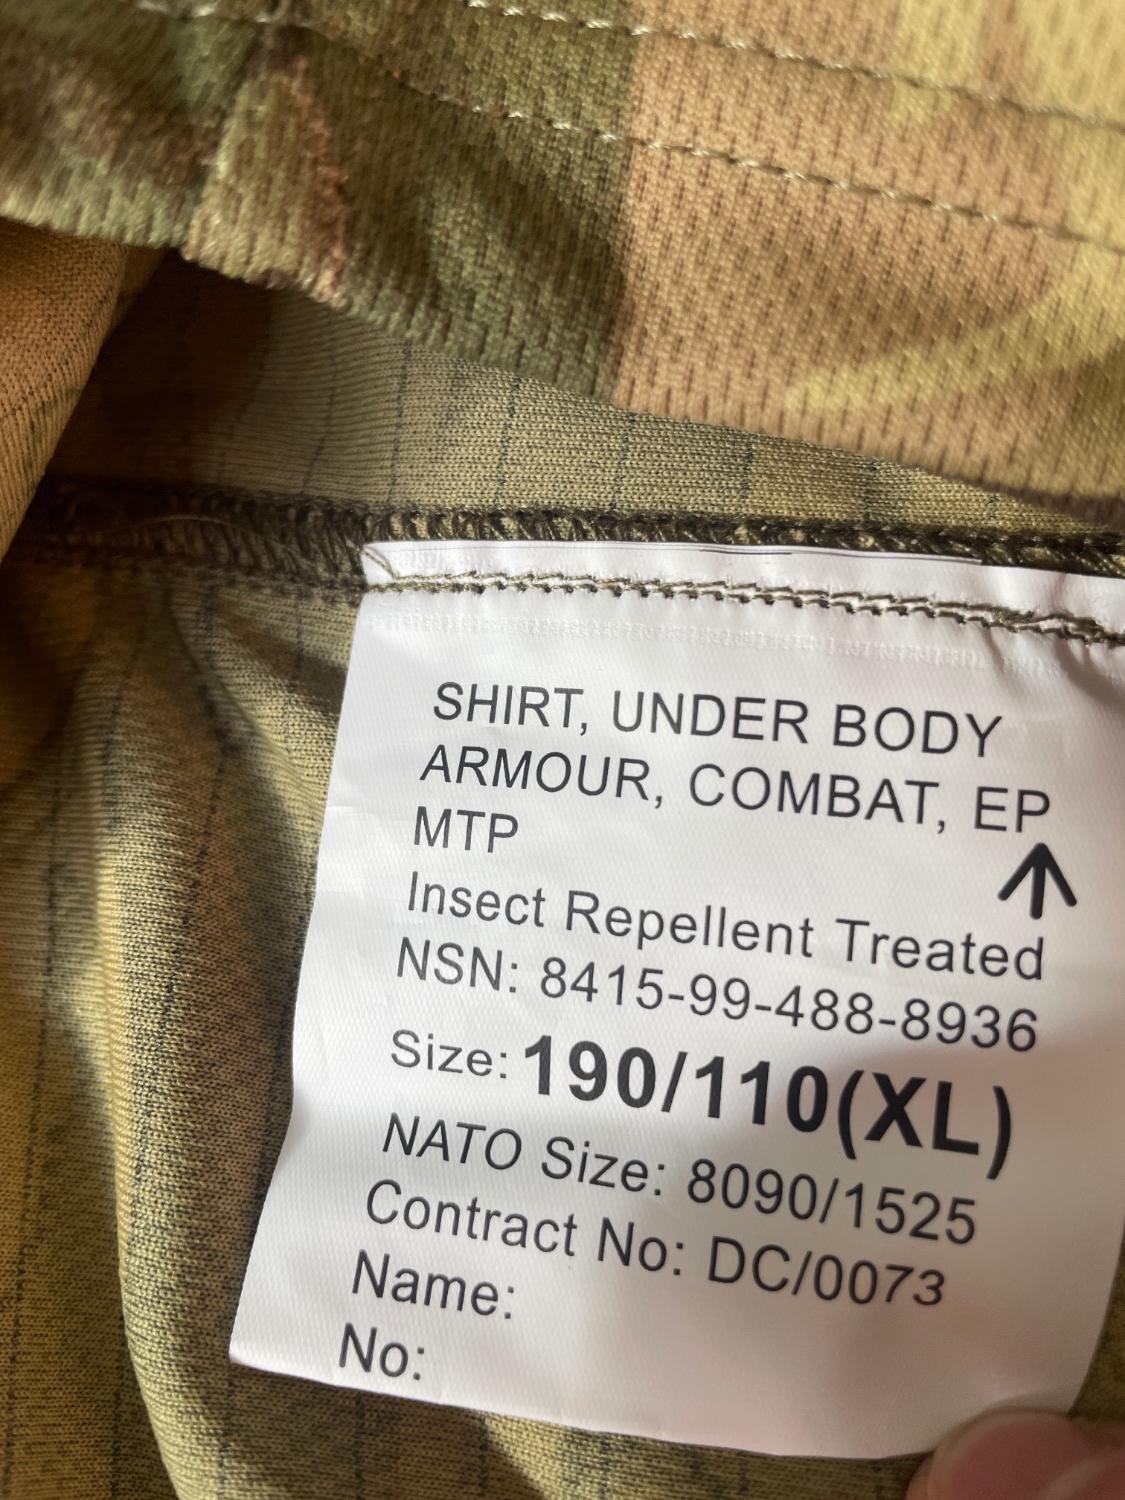 SHIRT, UNDER BODY
ARMOUR, COMBAT, EP
MTP
Insect Repellent Treated
NSN: 8415-99-488-8936
Size: 190/110(XL)
NATO Size: 8090/1525
Contract No: DC/0073
Name:
No: